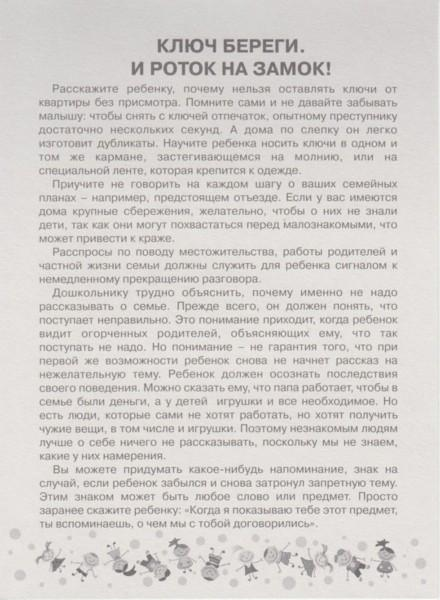 КЛЮЧ БЕРЕГИ.
И РОТОК НА ЗАМОК!
Расскажите ребенку, почему нельзя оставлять ключи от
квартиры без присмотра. Помните сами и не давайте забывать
малышу: чтобы снять с ключей отпечаток, опытному преступнику
достаточно нескольких секунд. А дома по слепку он легко
изготовит дубликаты. Научите ребенка носить ключи в одном и
том же кармане, застегивающемся на молнию, или на
специальной ленте, которая крепится к одежде.
Приучите не говорить на каждом шагу о ваших семейных
планах – например, предстоящем отъезде. Если у вас имеются
дома крупные сбережения, желательно, чтобы о них не знали
дети, так как они могут похвастаться перед малознакомыми, что
может привести к краже.
Расспросы по поводу местожительства, работы родителей и
частной жизни семьи должны служить для ребенка сигналом к
немедленному прекращению разговора.
Дошкольнику трудно объяснить, почему именно не надо
рассказывать о семье. Прежде всего, он должен понять, что
поступает неправильно. Это понимание приходит, когда ребенок
видит огорченных родителей, объясняющих ему, что так
поступать не надо. Но понимание – не гарантия того, что при
первой же возможности ребенок снова не начнет рассказ на
нежелательную тему. Ребенок должен осознать последствия
своего поведения. Можно сказать ему, что папа работает, чтобы в
семье были деньги, а у детей игрушки и все необходимое. Но
есть люди, которые сами не хотят работать, но хотят получить
чужие вещи, в том числе и игрушки. Поэтому незнакомым людям
лучше о себе ничего не рассказывать, поскольку мы не знаем,
какие у них намерения.
Вы можете придумать какое-нибудь напоминание, знак на
случай, если ребенок забылся и снова затронул запретную тему.
Этим знаком может быть любое слово или предмет. Просто
заранее скажите ребенку: «Когда я показываю тебе этот предмет,
ты вспоминаешь, о чем мы с тобой договорились».